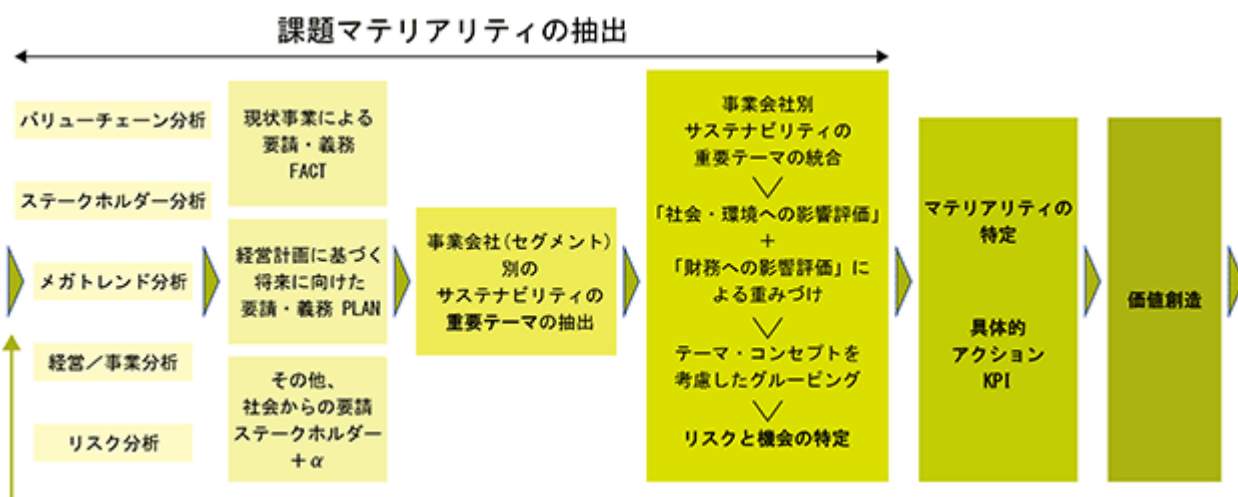 課題マテリアリティの抽出
バリューチェーン分析
ステークホルダー分析
メガトレンド分析
経営／事業分析
リスク分析
現状事業による
要請・義務
FACT
経営計画に基づく
将来に向けた
要請・義務 PLAN
その他、
社会からの要請
ステークホルダー
＋α
事業会社(セグメント)
別の
サステナビリティの
重要テーマの抽出
事業会社別
サステナビリティの
重要テーマの統合
「社会・環境への影響評価」
＋
「財務への影響評価」に
よる重みづけ
テーマ・コンセプトを
考慮したグルーピング
リスクと機会の特定
マテリアリティの
特定
具体的
アクション
KPI
価値創造